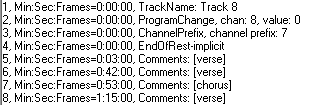 1, Min:Sec:Frames=0:00:00, TrackName: Track 8
2, Min:Sec:Frames=0:00:00, ProgramChange, chan: 8, value: 0
3, Min:Sec:Frames=0:00:00, ChannelPrefix, channel prefix: 7
4, Min:Sec:Frames=0:00:00, EndOfRest-implicit
5, Min:Sec:Frames=0:03:00, Comments: [verse]
6, Min:Sec:Frames=0:42:00, Comments: [verse]
7, Min:Sec:Frames=0:53:00, Comments: [chorus]
8, Min:Sec:Frames=1:15:00, Comments: [verse]